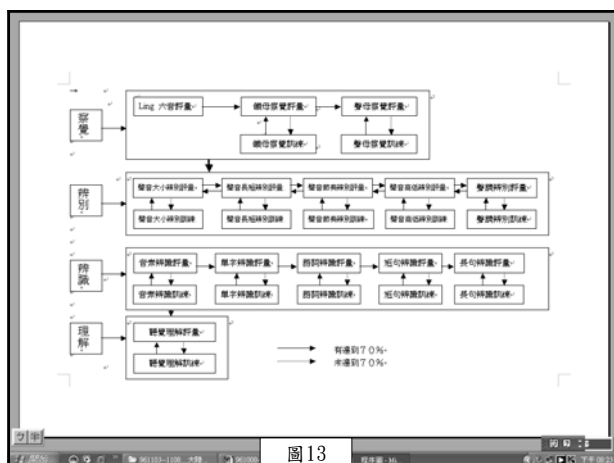 察覺
Ling 六音評量
韻母察覺評量
聲母察覺評量
韻母察覺訓練
聲母察覺訓練
辨別
聲音大小辨別評量
聲音長短辨別評量
聲音節長辨別評量
聲音高低辨別評量
聲調辨別評量
聲音大小辨別訓練
聲音長短辨別訓練
聲音節長辨別訓練
聲音高低辨別訓練
聲調辨別訓練
辨識
音素辨識評量
單字辨識評量
語詞辨識評量
短句辨識評量
長句辨識評量
音素辨識訓練
單字辨識訓練
語詞辨識訓練
短句辨識訓練
長句辨識訓練
理解
聽覺理解評量
聽覺理解訓練
有達到70%
未達到70%
圖13